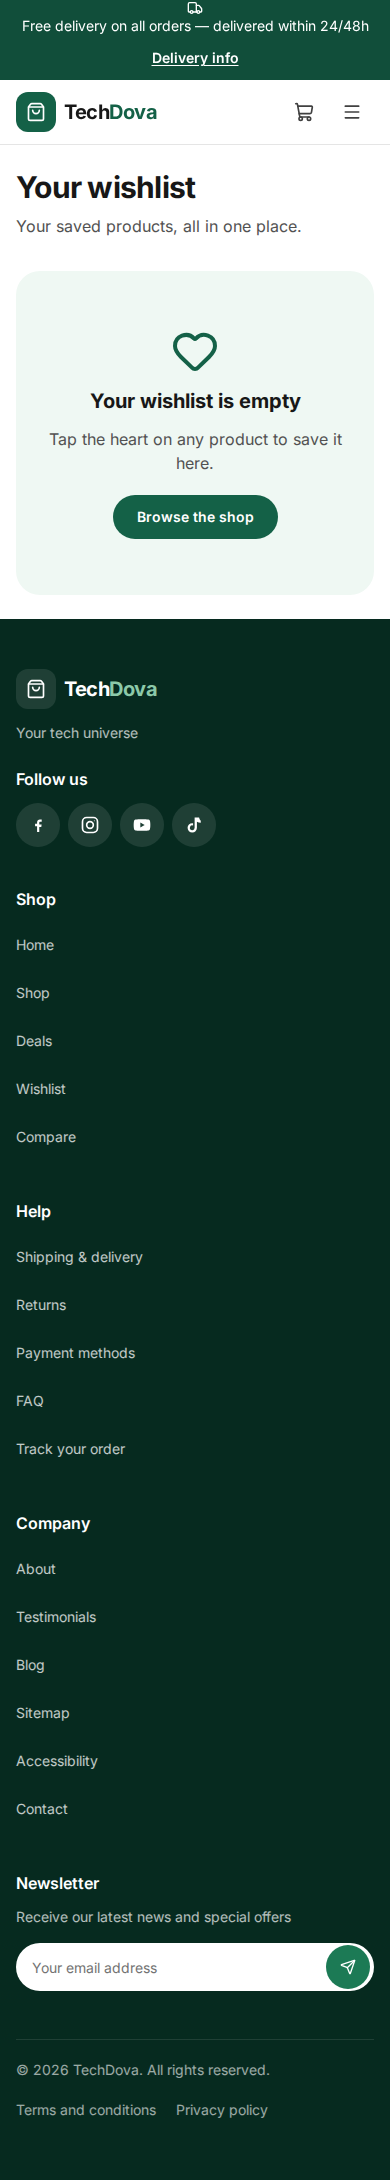 Free delivery on all orders — delivered within 24/48h
Delivery info
TechDova
Your wishlist
Your saved products, all in one place.
Your wishlist is empty
Tap the heart on any product to save it
here.
Browse the shop
TechDova
Your tech universe
Follow us
Shop
Home
Shop
Deals
Wishlist
Compare
Help
Shipping & delivery
Returns
Payment methods
FAQ
Track your order
Company
About
Testimonials
Blog
Sitemap
Accessibility
Contact
Newsletter
Receive our latest news and special offers
Your email address
© 2026 TechDova. All rights reserved.
Terms and conditions Privacy policy